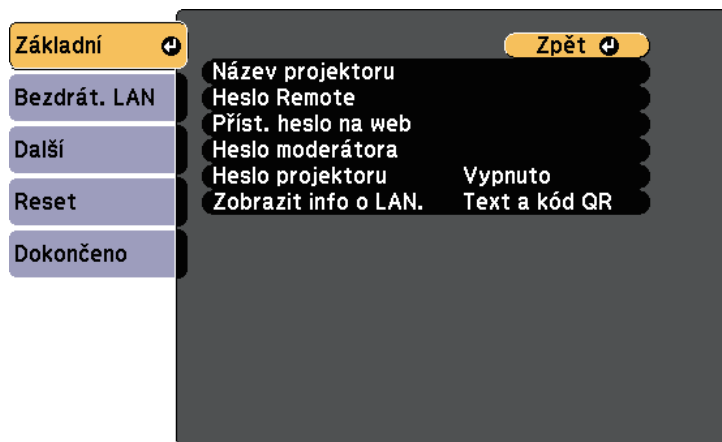 Základní
Bezdrát. LAN
Další
Reset
Dokončeno
Zpět
Název projektoru
Heslo Remote
Příst. heslo na web
Heslo moderátora
Heslo projektoru Vypnuto
Zobrazit info o LAN. Text a kód QR